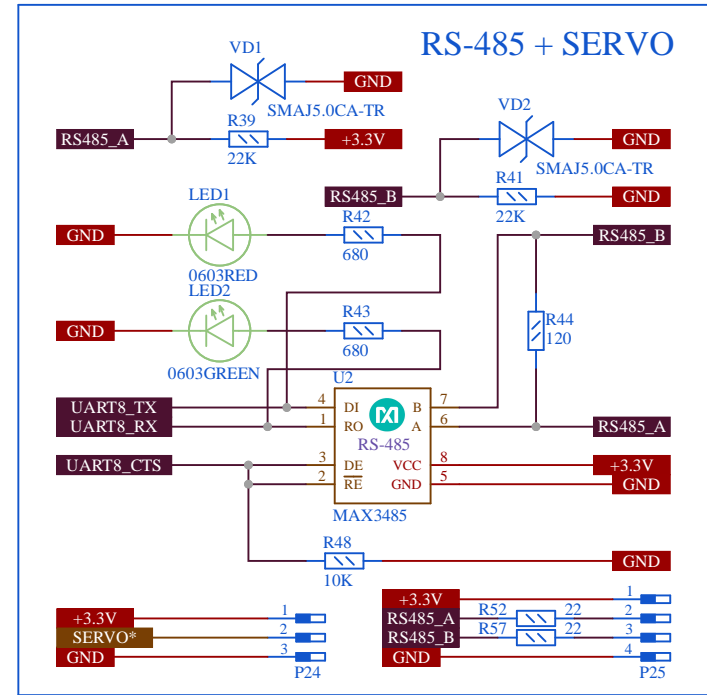 RS-485 + SERVO
VD1
GND
SMAJ5.0CA-TR
R39
RS485_A
+3.3V
22K
VD2
GND
SMAJ5.0CA-TR
R41
RS485_B
GND
22K
LED1
R42
GND
RS485_B
680
0603RED
LED2
R43
GND
R44
120
680
0603GREEN
U2
UART8_TX
4 DI B 7
UART8_RX
1 RO A 6
RS485_A
RS-485
UART8_CTS
3 DE VCC 8
+3.3V
2 RE GND 5
GND
MAX3485
R48
GND
10K
+3.3V 1
SERVO* 2
GND 3
P24
+3.3V 1
RS485_A R52 22 2
RS485_B R57 22 3
GND 4
P25